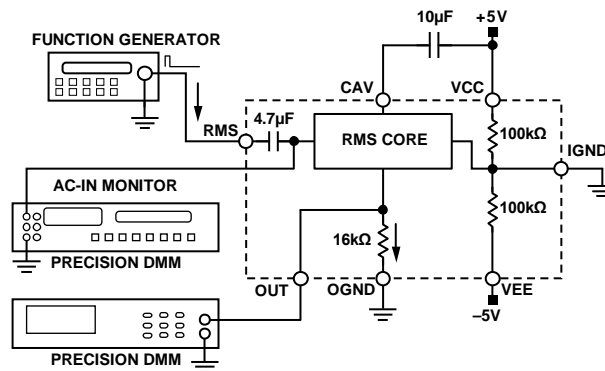 10µF
+5V
FUNCTION GENERATOR
CAV
VCC
4.7µF
RMS
RMS CORE
100kΩ
IGND
AC-IN MONITOR
100kΩ
16kΩ
PRECISION DMM
OUT
OGND
VEE
–5V
PRECISION DMM